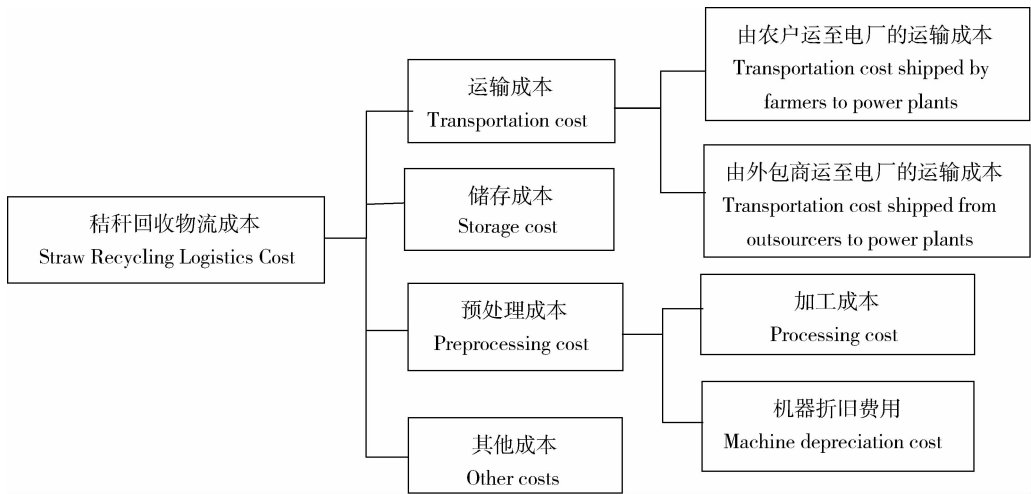 秸秆回收物流成本
Straw Recycling Logistics Cost
运输成本
Transportation cost
由农户运至电厂的运输成本
Transportation cost shipped by
farmers to power plants
由外包商运至电厂的运输成本
Transportation cost shipped from
outsourcers to power plants
储存成本
Storage cost
预处理成本
Preprocessing cost
加工成本
Processing cost
机器折旧费用
Machine depreciation cost
其他成本
Other costs